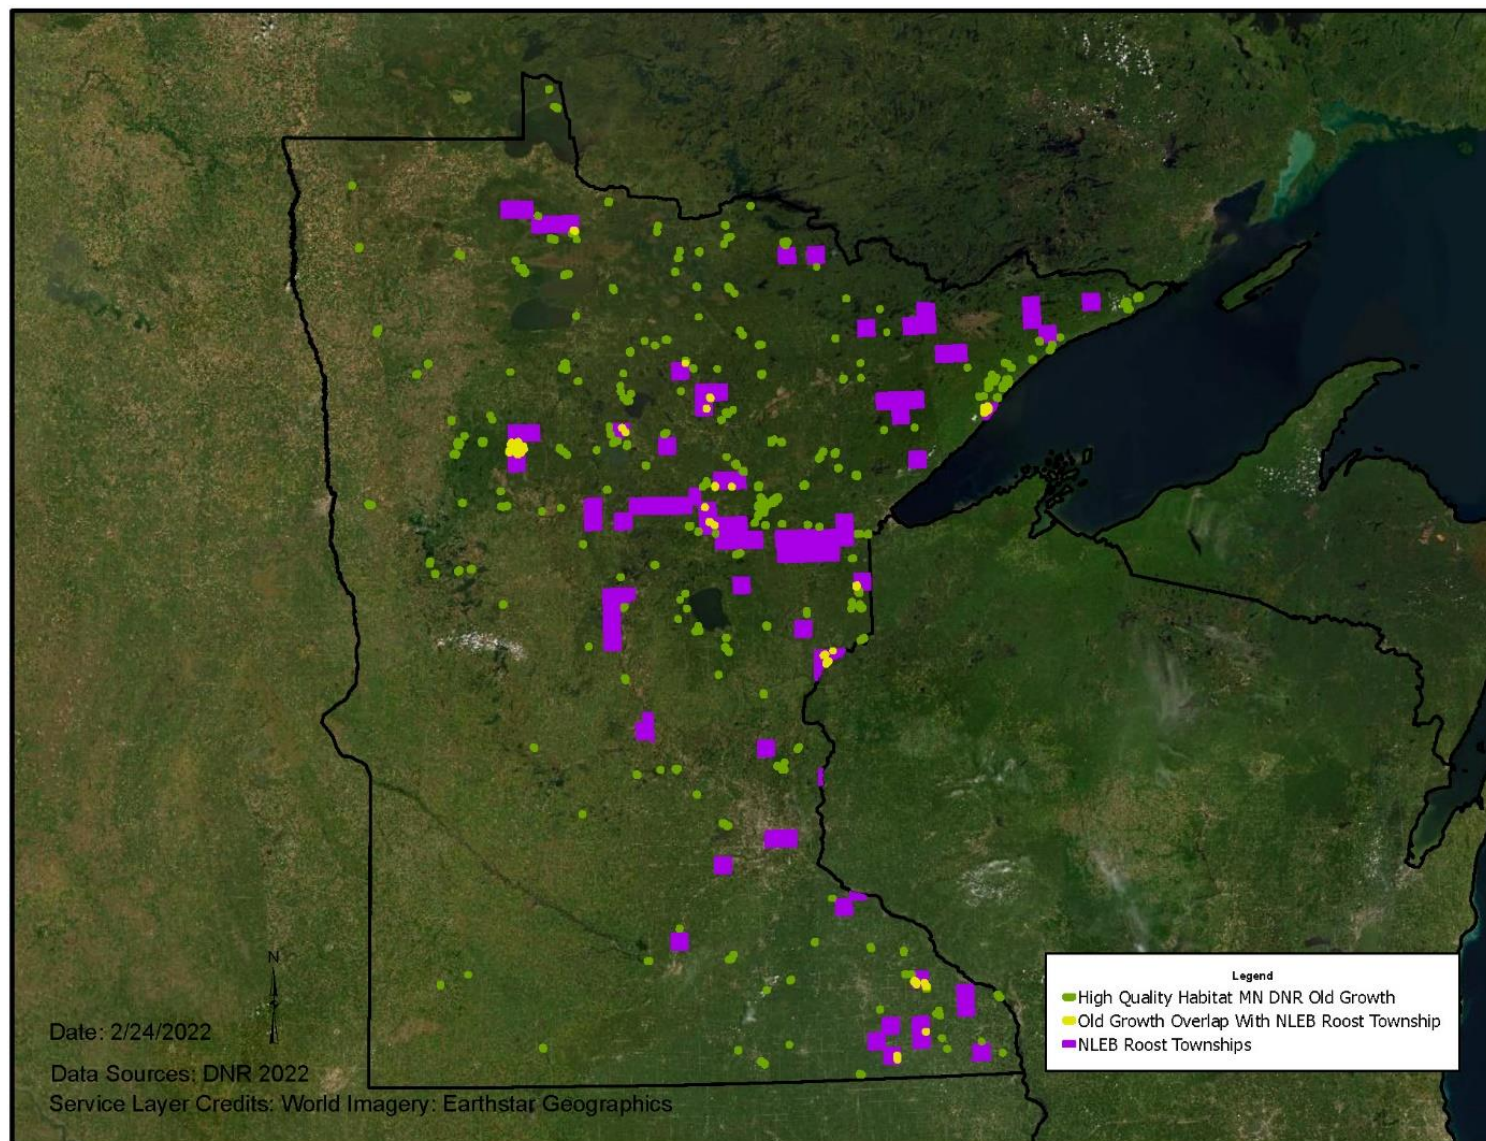 N
Date: 2/24/2022
Data Sources: DNR 2022
Service Layer Credits: World Imagery: Earthstar Geographics
Legend
High Quality Habitat MN DNR Old Growth
Old Growth Overlap With NLEB Roost Township
NLEB Roost Townships